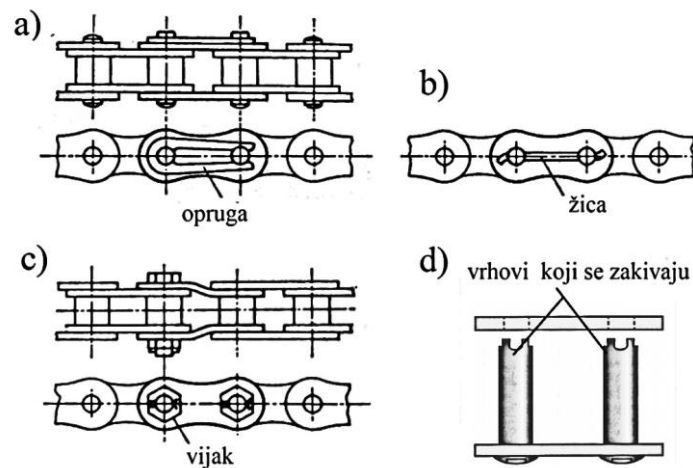 a)
b)
opruga
žica
c)
d)
vrhovi koji se zakivaju
vijak